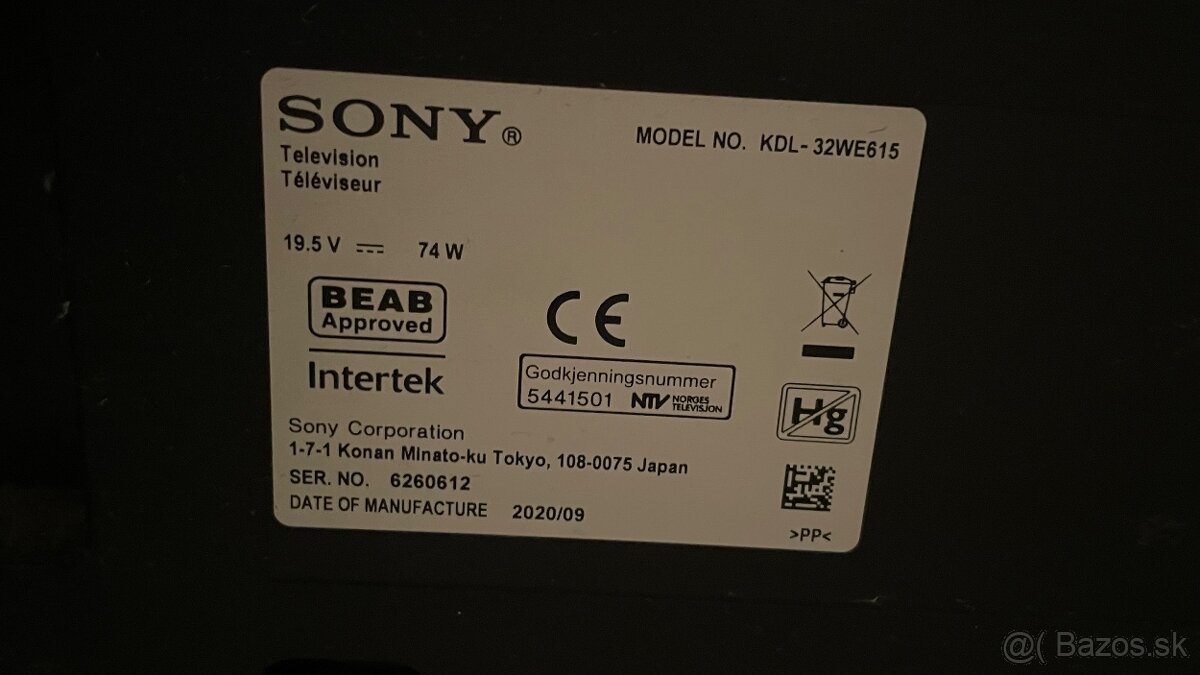 SONY®
MODEL NO. KDL-32WE615
Television
Téléviseur
19.5 V ⎓ 74 W
BEAB
Approved
Intertek
CE
Godkjenningsnummer
5441501 NTV NORGES TELEVISJON
Hg
Sony Corporation
1-7-1 Konan Minato-ku Tokyo, 108-0075 Japan
SER. NO. 6260612
DATE OF MANUFACTURE 2020/09
>PP<
@( Bazos.sk